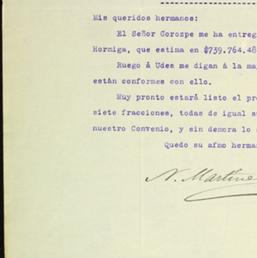 Mis queridos hermanos:
El Señor Corozpe me ha entreg
Hormiga, que estima en $739.764.48
Ruego á Udes me digan á la ma
están conformes con ello.
Muy pronto estará listo el pr
siete fracciones, todas de igual
nuestro Convenio, y sin demora lo
Quedo su afmo herma
N. Martíne